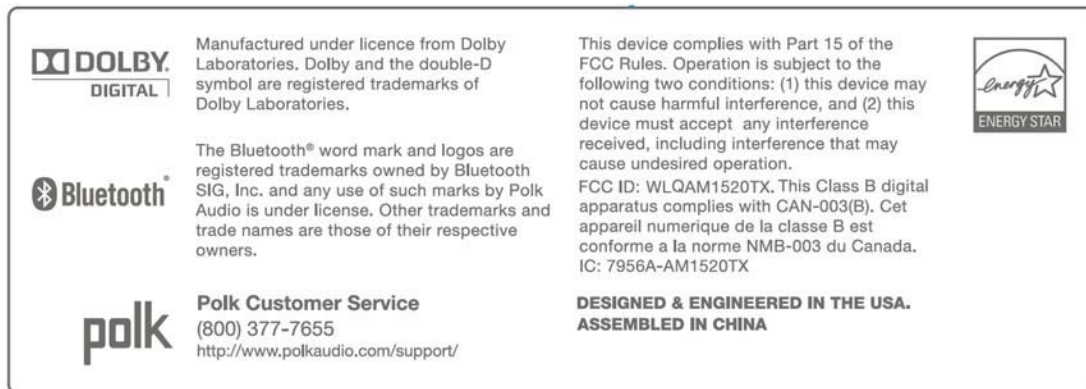 DOLBY.
DIGITAL
Manufactured under licence from Dolby
Laboratories. Dolby and the double-D
symbol are registered trademarks of
Dolby Laboratories.
Bluetooth®
The Bluetooth® word mark and logos are
registered trademarks owned by Bluetooth
SIG, Inc. and any use of such marks by Polk
Audio is under license. Other trademarks and
trade names are those of their respective
owners.
polk
Polk Customer Service
(800) 377-7655
http://www.polkaudio.com/support/
This device complies with Part 15 of the
FCC Rules. Operation is subject to the
following two conditions: (1) this device may
not cause harmful interference, and (2) this
device must accept any interference
received, including interference that may
cause undesired operation.
FCC ID: WLQAM1520TX. This Class B digital
apparatus complies with CAN-003(B). Cet
appareil numerique de la classe B est
conforme a la norme NMB-003 du Canada.
IC: 7956A-AM1520TX
DESIGNED & ENGINEERED IN THE USA.
ASSEMBLED IN CHINA
energy
ENERGY STAR